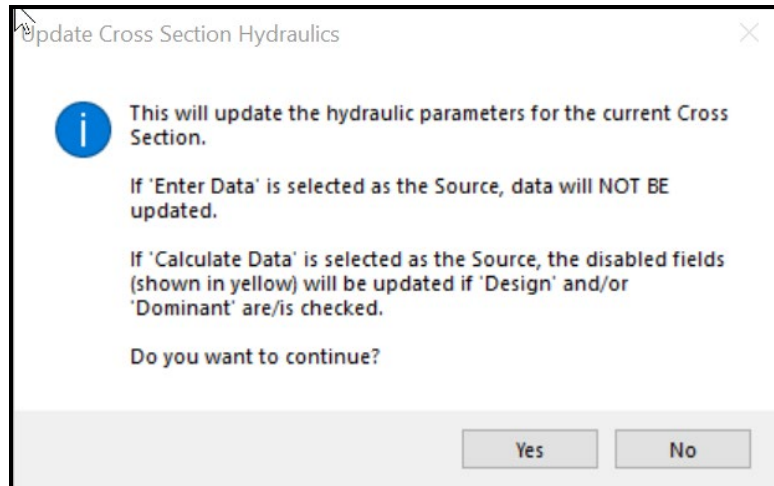 Update Cross Section Hydraulics
This will update the hydraulic parameters for the current Cross
Section.
If 'Enter Data' is selected as the Source, data will NOT BE
updated.
If 'Calculate Data' is selected as the Source, the disabled fields
(shown in yellow) will be updated if 'Design' and/or
'Dominant' are/is checked.
Do you want to continue?
Yes
No